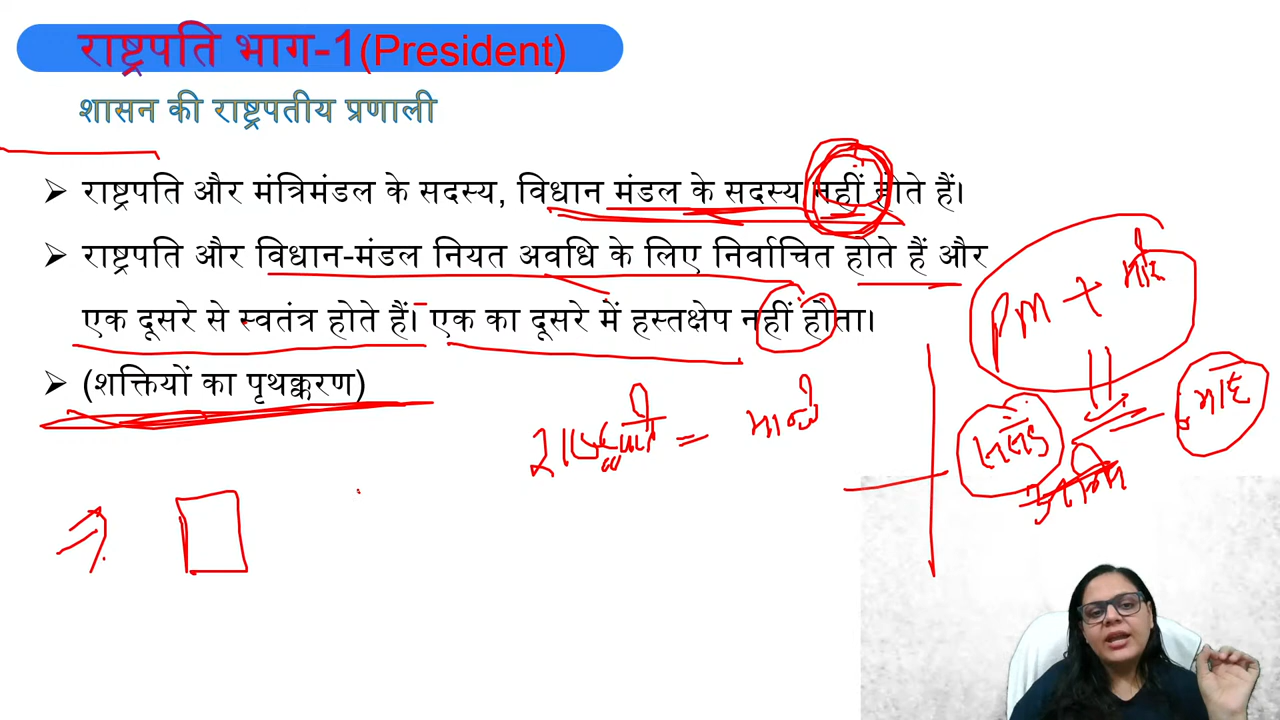 राष्ट्रपति भाग-1(President)
शासन की राष्ट्रपतीय प्रणाली
➢ राष्ट्रपति और मंत्रिमंडल के सदस्य, विधान मंडल के सदस्य नहीं होते हैं।
➢ राष्ट्रपति और विधान-मंडल नियत अवधि के लिए निर्वाचित होते हैं और
एक दूसरे से स्वतंत्र होते हैं। एक का दूसरे में हस्तक्षेप नहीं होता।
➢ (शक्तियों का पृथक्करण)
PM +